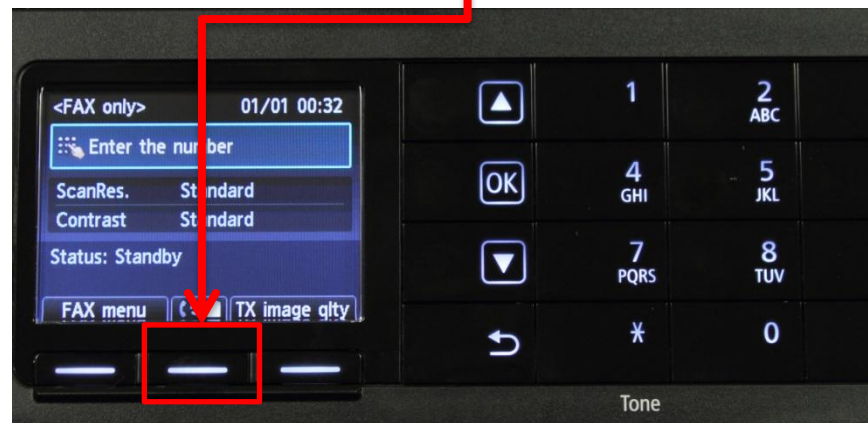 <FAX only> 01/01 00:32
Enter the number
ScanRes. Standard
Contrast Standard
Status: Standby
FAX menu TX image qlty
OK
1
2
ABC
4
GHI
5
JKL
7
PQRS
8
TUV
*
0
Tone